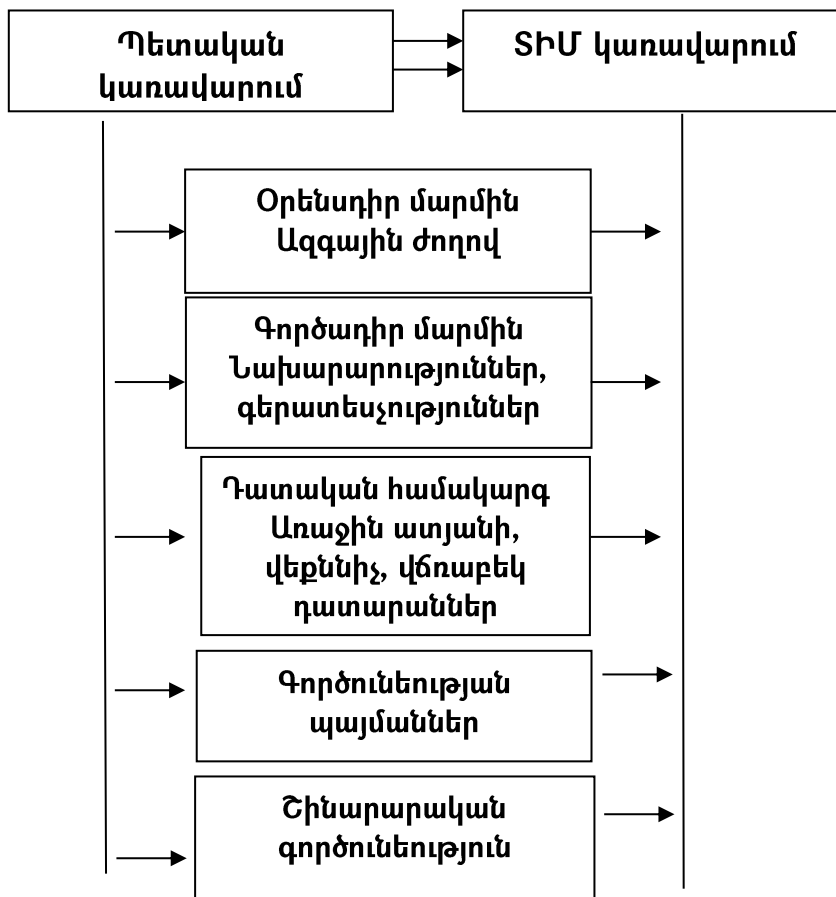 Պետական
կառավարում
ՏԻՄ կառավարում
Օրենսդիր մարմին
Ազգային ժողով
Գործադիր մարմին
Նախարարություններ,
գերատեսչություններ
Դատական համակարգ
Առաջին ատյանի,
վեքննիչ, վճռաբեկ
դատարաններ
Գործունեության
պայմաններ
Շինարարական
գործունեություն